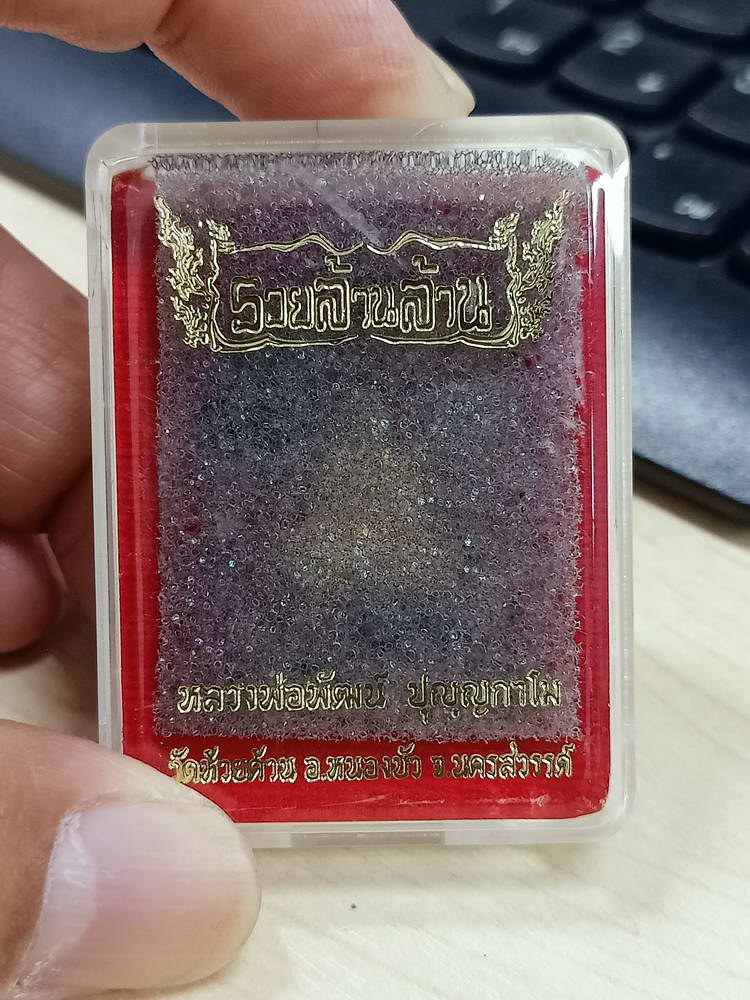 รวยล้านล้าน
หลวงพ่อพัฒน์ ปุญญกาโม
วัดห้วยด้วน อ.หนองบัว จ.นครสวรรค์